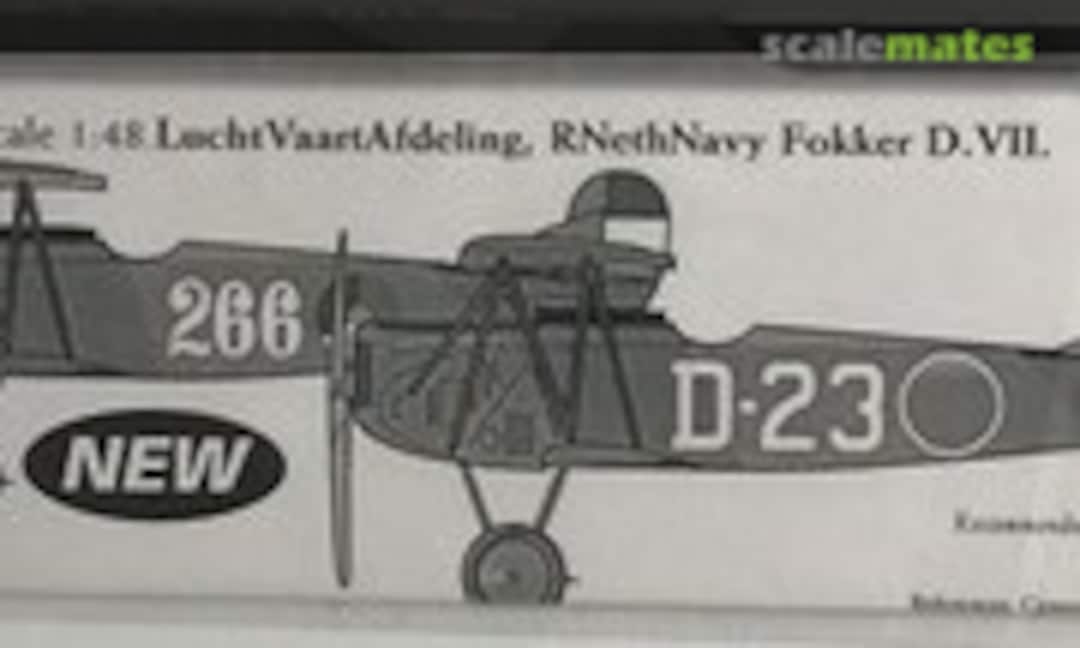 scalemates
cale 1:48 LuchtVaartAfdeling, RNethNavy Fokker D.VII.
266
D-23
NEW